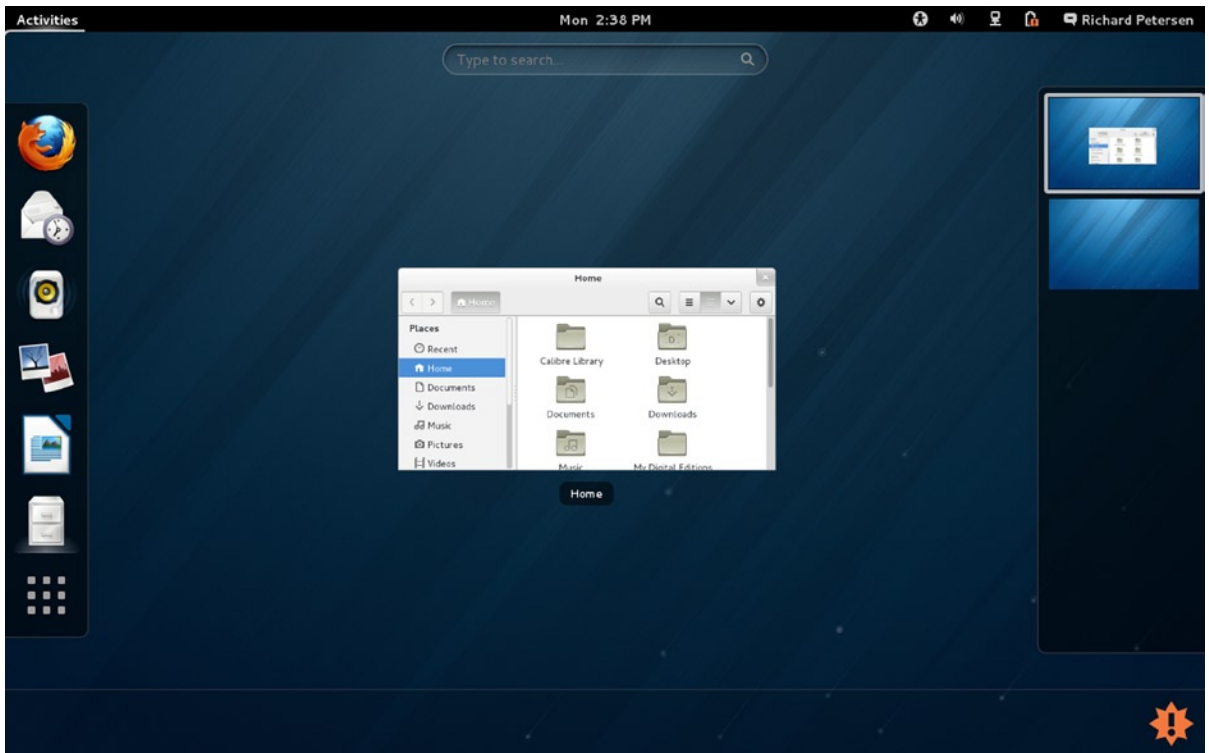 Activities
Mon 2:38 PM
Richard Petersen
Type to search...
Home
Home
Places
Recent
Home
Documents
Downloads
Music
Pictures
Videos
Calibre Library
Desktop
Documents
Downloads
Music
My Digital Editions
Home